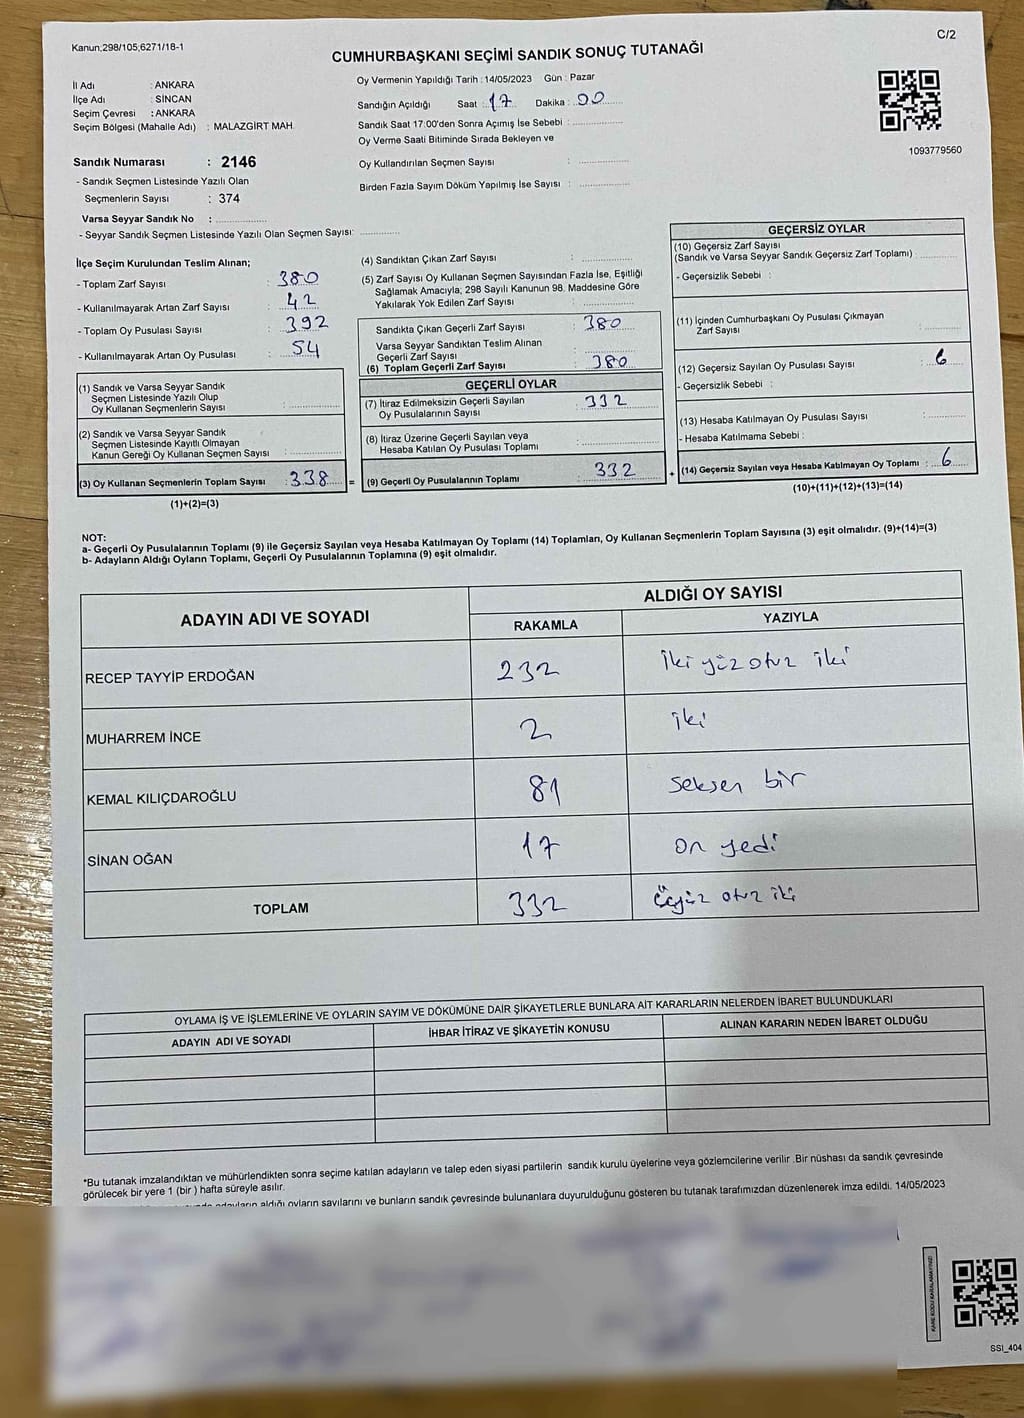 Kanun;298/105;6271/18-1
C/2
CUMHURBAŞKANI SEÇİMİ SANDIK SONUÇ TUTANAĞI
İl Adı : ANKARA
İlçe Adı : SİNCAN
Seçim Çevresi : ANKARA
Seçim Bölgesi (Mahalle Adı) : MALAZGİRT MAH.
Sandık Numarası : 2146
- Sandık Seçmen Listesinde Yazılı Olan
Seçmenlerin Sayısı : 374
Varsa Seyyar Sandık No :
- Seyyar Sandık Seçmen Listesinde Yazılı Olan Seçmen Sayısı:
Oy Vermenin Yapıldığı Tarih : 14/05/2023 Gün : Pazar
Sandığın Açıldığı Saat : 17 Dakika : 00
Sandık Saat 17:00'den Sonra Açımış İse Sebebi :
Oy Verme Saati Bitiminde Sırada Bekleyen ve
Oy Kullandırılan Seçmen Sayısı :
Birden Fazla Sayım Döküm Yapılmış İse Sayısı :
1093779560
İlçe Seçim Kurulundan Teslim Alınan;
- Toplam Zarf Sayısı : 380
- Kullanılmayarak Artan Zarf Sayısı : 42
- Toplam Oy Pusulası Sayısı : 392
- Kullanılmayarak Artan Oy Pusulası : 54
(1) Sandık ve Varsa Seyyar Sandık
Seçmen Listesinde Yazılı Olup
Oy Kullanan Seçmenlerin Sayısı :
(2) Sandık ve Varsa Seyyar Sandık
Seçmen Listesinde Kayıtlı Olmayan
Kanun Gereği Oy Kullanan Seçmen Sayısı :
(3) Oy Kullanan Seçmenlerin Toplam Sayısı : 338 =
(1)+(2)=(3)
(4) Sandıktan Çıkan Zarf Sayısı :
(5) Zarf Sayısı Oy Kullanan Seçmen Sayısından Fazla İse, Eşitliği
Sağlamak Amacıyla; 298 Sayılı Kanunun 98. Maddesine Göre
Yakılarak Yok Edilen Zarf Sayısı :
Sandıkta Çıkan Geçerli Zarf Sayısı : 380
Varsa Seyyar Sandıktan Teslim Alınan
Geçerli Zarf Sayısı :
(6) Toplam Geçerli Zarf Sayısı : 380
GEÇERLİ OYLAR
(7) İtiraz Edilmeksizin Geçerli Sayılan
Oy Pusulalarının Sayısı : 332
(8) İtiraz Üzerine Geçerli Sayılan veya
Hesaba Katılan Oy Pusulası Toplamı :
(9) Geçerli Oy Pusulalarının Toplamı : 332 +
GEÇERSİZ OYLAR
(10) Geçersiz Zarf Sayısı
(Sandık ve Varsa Seyyar Sandık Geçersiz Zarf Toplamı) :
- Geçersizlik Sebebi :
(11) İçinden Cumhurbaşkanı Oy Pusulası Çıkmayan
Zarf Sayısı :
(12) Geçersiz Sayılan Oy Pusulası Sayısı : 6
- Geçersizlik Sebebi :
(13) Hesaba Katılmayan Oy Pusulası Sayısı :
- Hesaba Katılmama Sebebi :
(14) Geçersiz Sayılan veya Hesaba Katılmayan Oy Toplamı : 6
(10)+(11)+(12)+(13)=(14)
NOT:
a- Geçerli Oy Pusulalarının Toplamı (9) ile Geçersiz Sayılan veya Hesaba Katılmayan Oy Toplamı (14) Toplamları, Oy Kullanan Seçmenlerin Toplam Sayısına (3) eşit olmalıdır. (9)+(14)=(3)
b- Adayların Aldığı Oyların Toplamı, Geçerli Oy Pusulalarının Toplamına (9) eşit olmalıdır.
ADAYIN ADI VE SOYADI
ALDIĞI OY SAYISI
RAKAMLA YAZIYLA
RECEP TAYYİP ERDOĞAN 232 İki yüz otuz iki
MUHARREM İNCE 2 iki
KEMAL KILIÇDAROĞLU 81 Seksen bir
SİNAN OĞAN 17 On yedi
TOPLAM 332 Üçyüz otuz iki
OYLAMA İŞ VE İŞLEMLERİNE VE OYLARIN SAYIM VE DÖKÜMÜNE DAİR ŞİKAYETLERLE BUNLARA AİT KARARLARIN NELERDEN İBARET BULUNDUKLARI
ADAYIN ADI VE SOYADI İHBAR İTİRAZ VE ŞİKAYETİN KONUSU ALINAN KARARIN NEDEN İBARET OLDUĞU
*Bu tutanak imzalandıktan ve mühürlendikten sonra seçime katılan adayların ve talep eden siyasi partilerin sandık kurulu üyelerine veya gözlemcilerine verilir .Bir nüshası da sandık çevresinde
görülecek bir yere 1 (bir ) hafta süreyle asılır.
adayların aldığı oyların sayılarını ve bunların sandık çevresinde bulunanlara duyurulduğunu gösteren bu tutanak tarafımızdan düzenlenerek imza edildi. 14/05/2023
KARE KODU KARALAMAYINIZ!
SSI_404